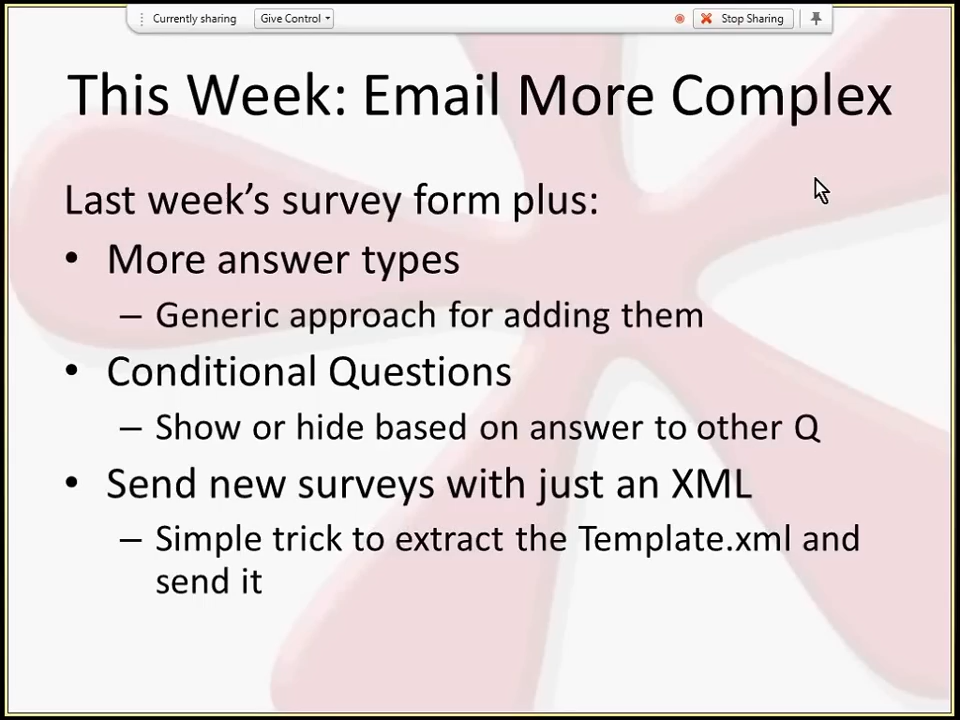 Currently sharing Give Control Stop Sharing
This Week: Email More Complex
Last week's survey form plus:
• More answer types
– Generic approach for adding them
• Conditional Questions
– Show or hide based on answer to other Q
• Send new surveys with just an XML
– Simple trick to extract the Template.xml and
send it